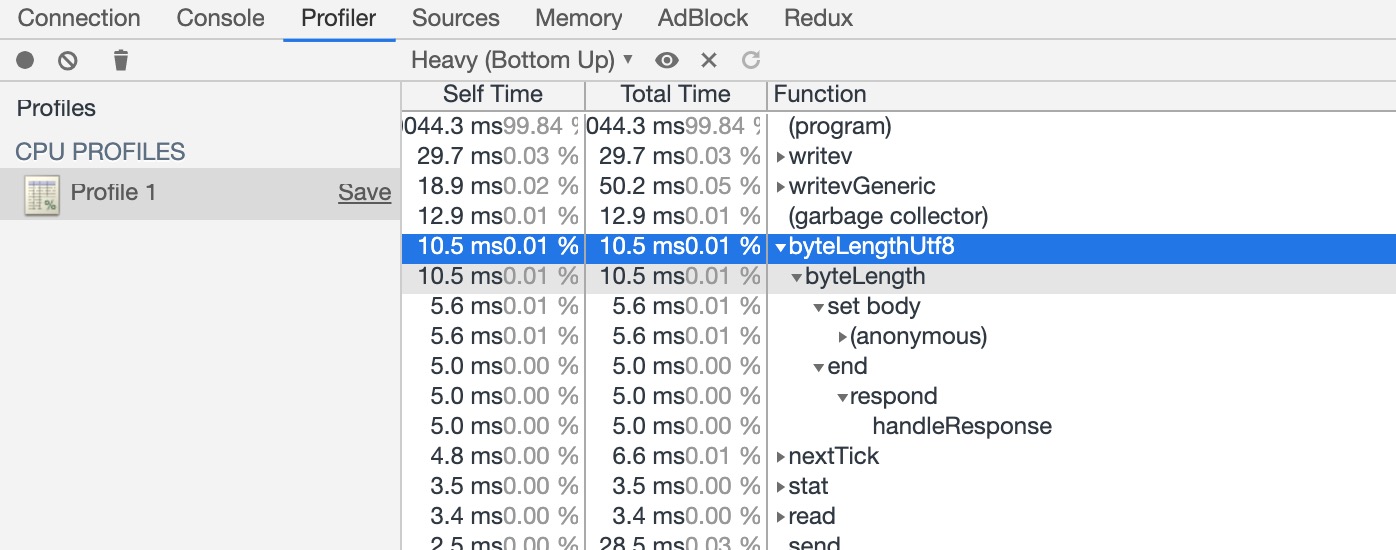 Connection Console Profiler Sources Memory AdBlock Redux
Heavy (Bottom Up)
Self Time Total Time Function
Profiles
CPU PROFILES
Profile 1 Save
044.3 ms 99.84 044.3 ms 99.84 (program)
29.7 ms 0.03 % 29.7 ms 0.03 % writev
18.9 ms 0.02 % 50.2 ms 0.05 % writevGeneric
12.9 ms 0.01 % 12.9 ms 0.01 % (garbage collector)
10.5 ms 0.01 % 10.5 ms 0.01 % byteLengthUtf8
10.5 ms 0.01 % 10.5 ms 0.01 % byteLength
5.6 ms 0.01 % 5.6 ms 0.01 % set body
5.6 ms 0.01 % 5.6 ms 0.01 % (anonymous)
5.0 ms 0.00 % 5.0 ms 0.00 % end
5.0 ms 0.00 % 5.0 ms 0.00 % respond
5.0 ms 0.00 % 5.0 ms 0.00 % handleResponse
4.8 ms 0.00 % 6.6 ms 0.01 % nextTick
3.5 ms 0.00 % 3.5 ms 0.00 % stat
3.4 ms 0.00 % 3.4 ms 0.00 % read
2.5 ms 0.00 % 28.5 ms 0.03 % send